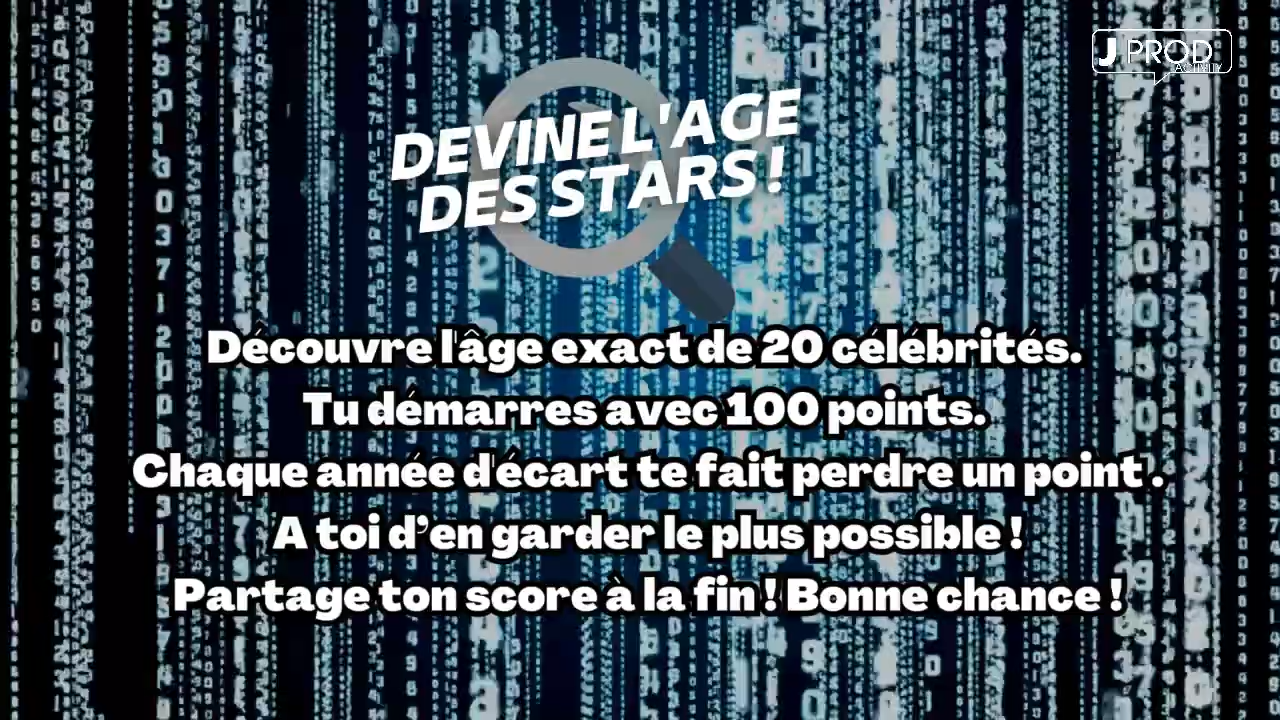 J PROD
ACTIVITY
DEVINE L'AGE
DES STARS !
Découvre l'âge exact de 20 célébrités.
Tu démarres avec 100 points.
Chaque année d'écart te fait perdre un point .
A toi d’en garder le plus possible !
Partage ton score à la fin ! Bonne chance !